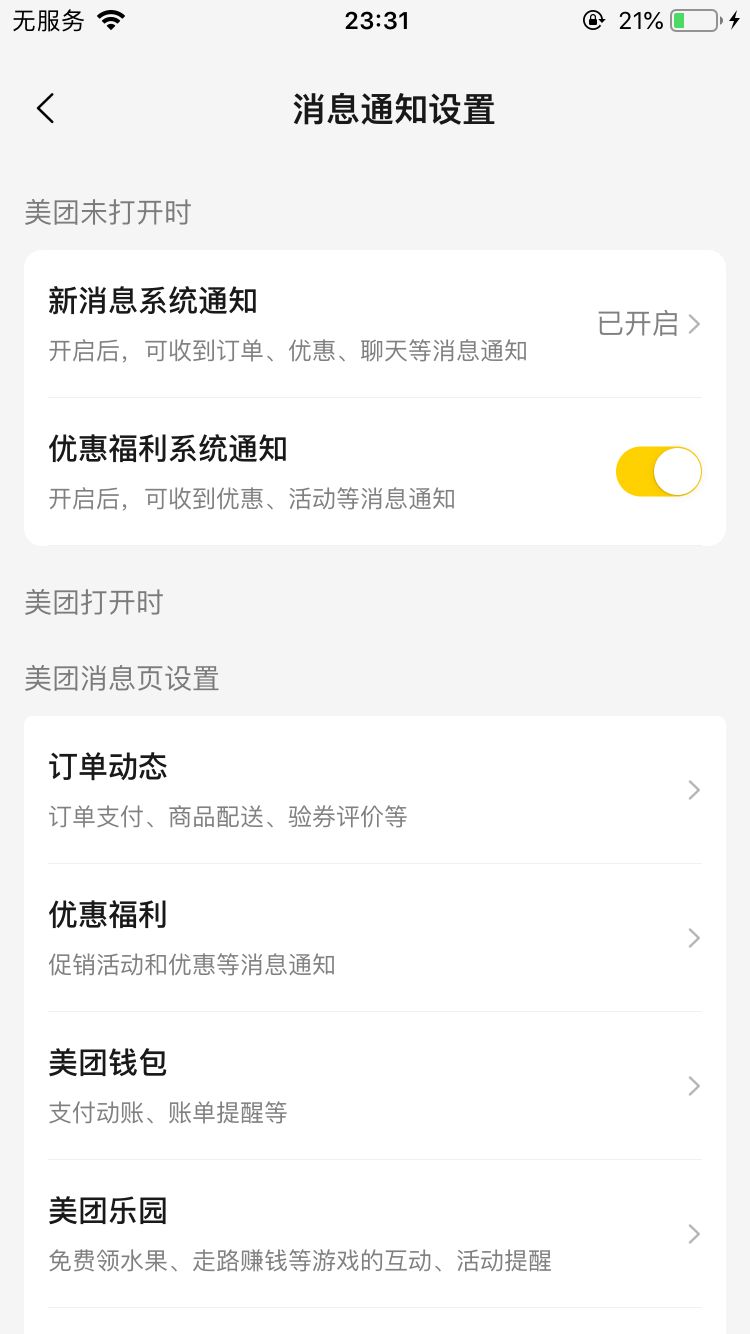 无服务 23:31 21%
消息通知设置
美团未打开时
新消息系统通知
已开启
开启后，可收到订单、优惠、聊天等消息通知
优惠福利系统通知
开启后，可收到优惠、活动等消息通知
美团打开时
美团消息页设置
订单动态
订单支付、商品配送、验券评价等
优惠福利
促销活动和优惠等消息通知
美团钱包
支付动账、账单提醒等
美团乐园
免费领水果、走路赚钱等游戏的互动、活动提醒